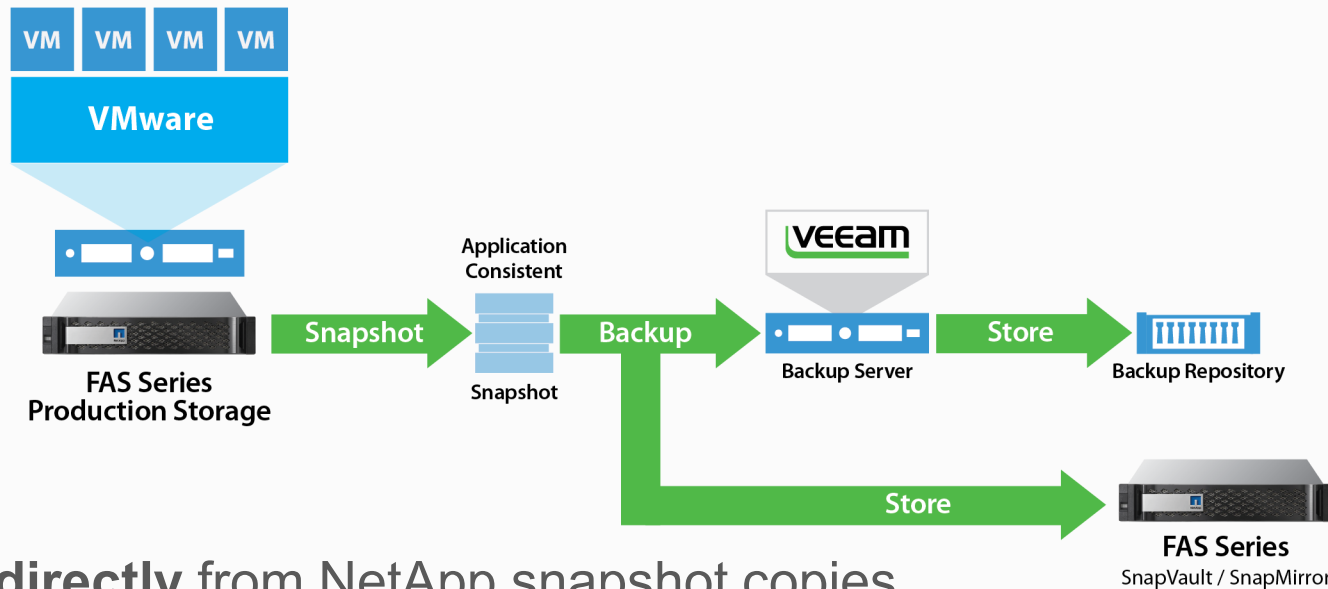 VM VM VM VM
VMware
FAS Series
Production Storage
Snapshot
Application
Consistent
Snapshot
Backup
veeam
Backup Server
Store
Backup Repository
Store
FAS Series
SnapVault / SnapMirror
directly from NetApp snapshot copies